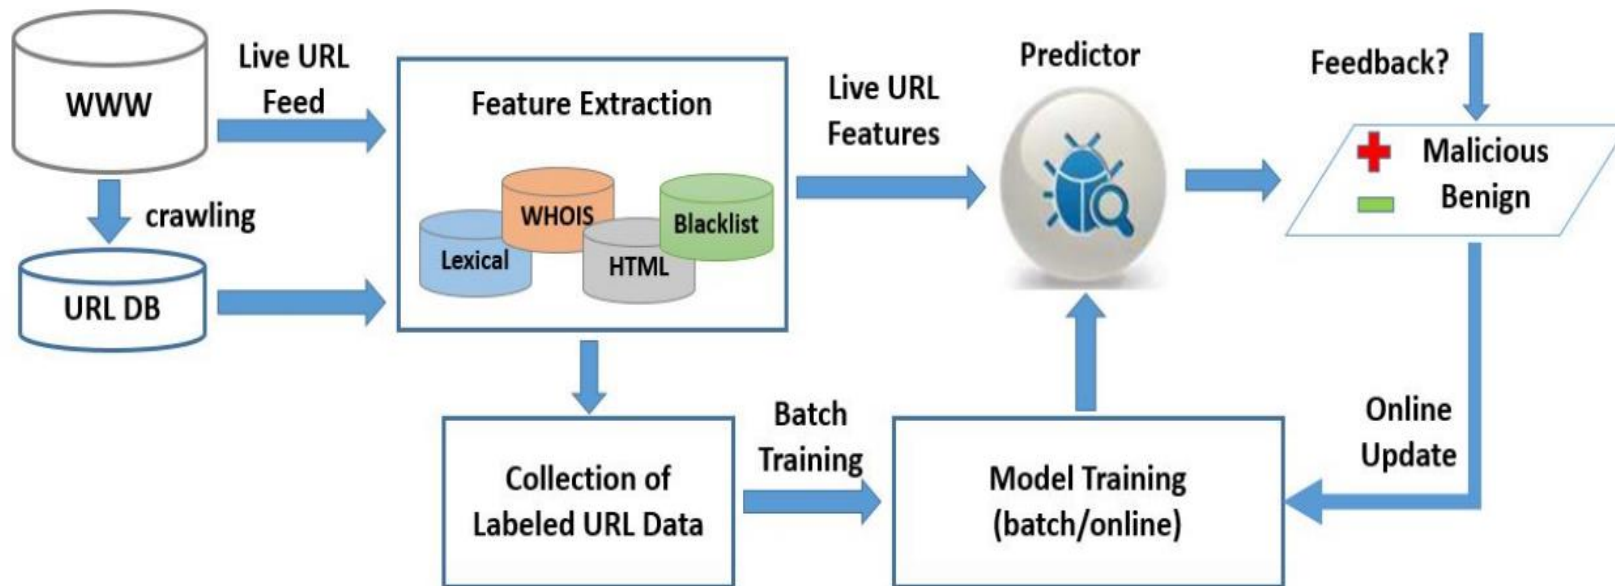 WWW
Live URL
Feed
crawling
URL DB
Feature Extraction
Lexical
WHOIS
HTML
Blacklist
Live URL
Features
Predictor
Feedback?
Malicious
Benign
Collection of
Labeled URL Data
Batch
Training
Model Training
(batch/online)
Online
Update